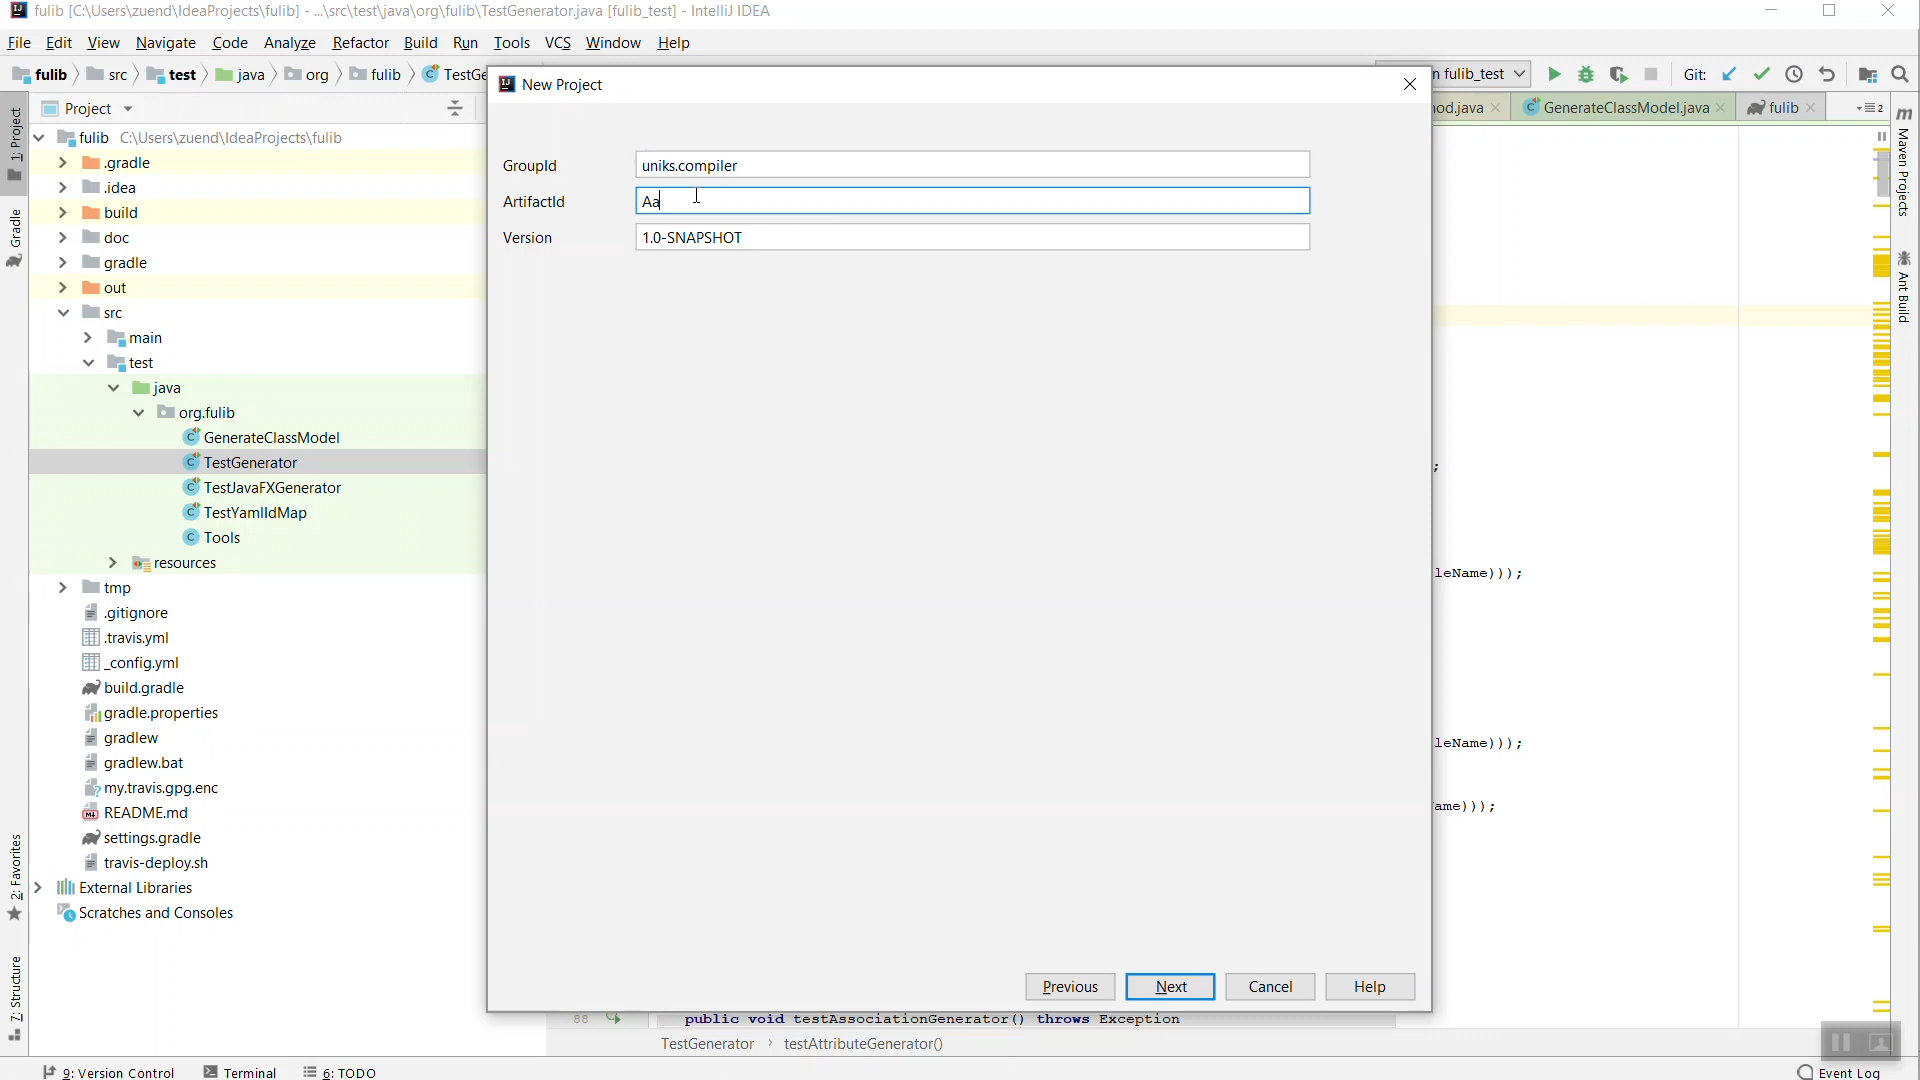 fulib [C:\Users\zuend\IdeaProjects\fulib] - ...\src\test\java\org\fulib\TestGenerator.java [fulib_test] - IntelliJ IDEA
File Edit View Navigate Code Analyze Refactor Build Run Tools VCS Window Help
fulib src test java org fulib TestGe
n fulib_test Git:
Project
nod.java GenerateClassModel.java fulib
2
New Project
fulib C:\Users\zuend\IdeaProjects\fulib
.gradle
.idea
build
doc
gradle
out
src
main
test
java
org.fulib
GenerateClassModel
TestGenerator
TestJavaFXGenerator
TestYamlIdMap
Tools
resources
tmp
.gitignore
.travis.yml
_config.yml
build.gradle
gradle.properties
gradlew
gradlew.bat
my.travis.gpg.enc
README.md
settings.gradle
travis-deploy.sh
External Libraries
Scratches and Consoles
GroupId uniks.compiler
ArtifactId Aa
Version 1.0-SNAPSHOT
Previous Next Cancel Help
;
leName)));
leName)));
ame)));
88 public void testAssociationGenerator() throws Exception
TestGenerator testAttributeGenerator()
1: Project
Gradle
2: Favorites
7: Structure
Maven Projects
Ant Build
9: Version Control Terminal 6: TODO Event Log